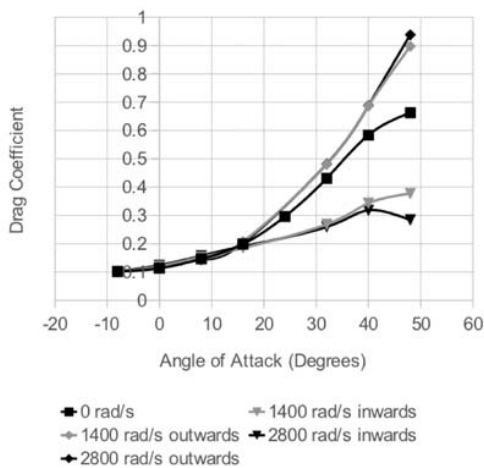 1
0.9
0.8
0.7
0.6
0.5
0.4
0.3
0.2
0.1
0
Drag Coefficient
-20 -10 0 10 20 30 40 50 60
Angle of Attack (Degrees)
0 rad/s 1400 rad/s inwards
1400 rad/s outwards 2800 rad/s inwards
2800 rad/s outwards